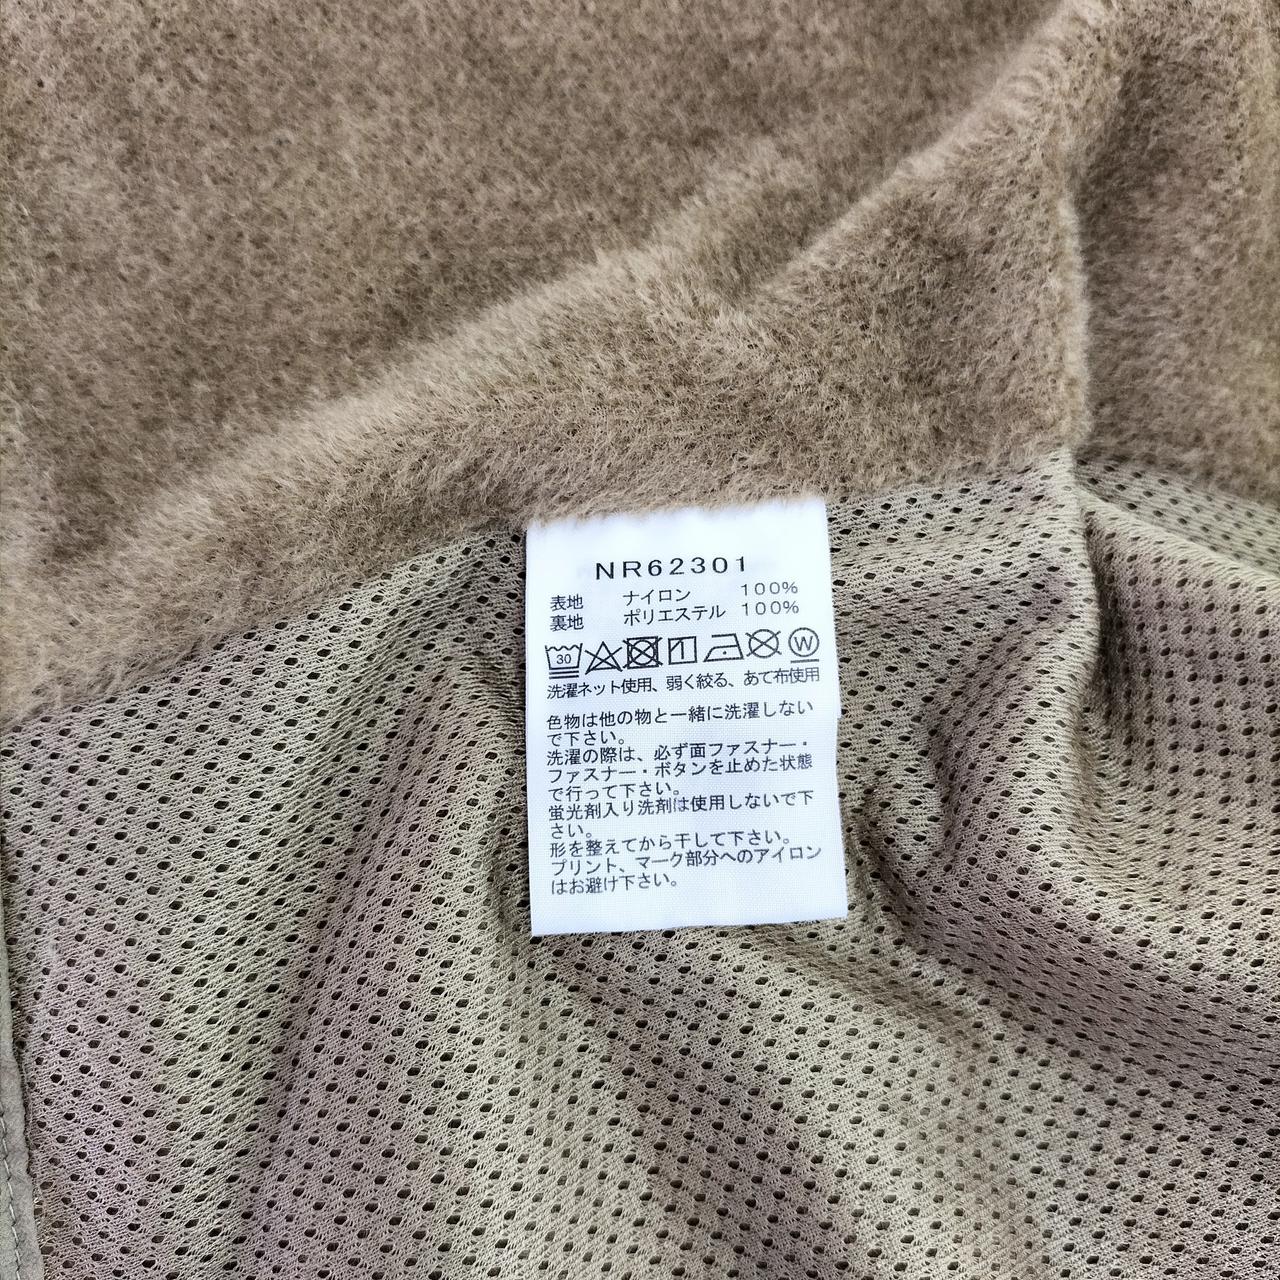 NR62301
表地 ナイロン 100%
裏地 ポリエステル 100%
30 W
洗濯ネット使用、弱く絞る、あて布使用
色物は他の物と一緒に洗濯しない
で下さい。
洗濯の際は、必ず面ファスナー・
ファスナー・ボタンを止めた状態
で行って下さい。
蛍光剤入り洗剤は使用しないで下
さい。
形を整えてから干して下さい。
プリント、マーク部分へのアイロン
はお避け下さい。